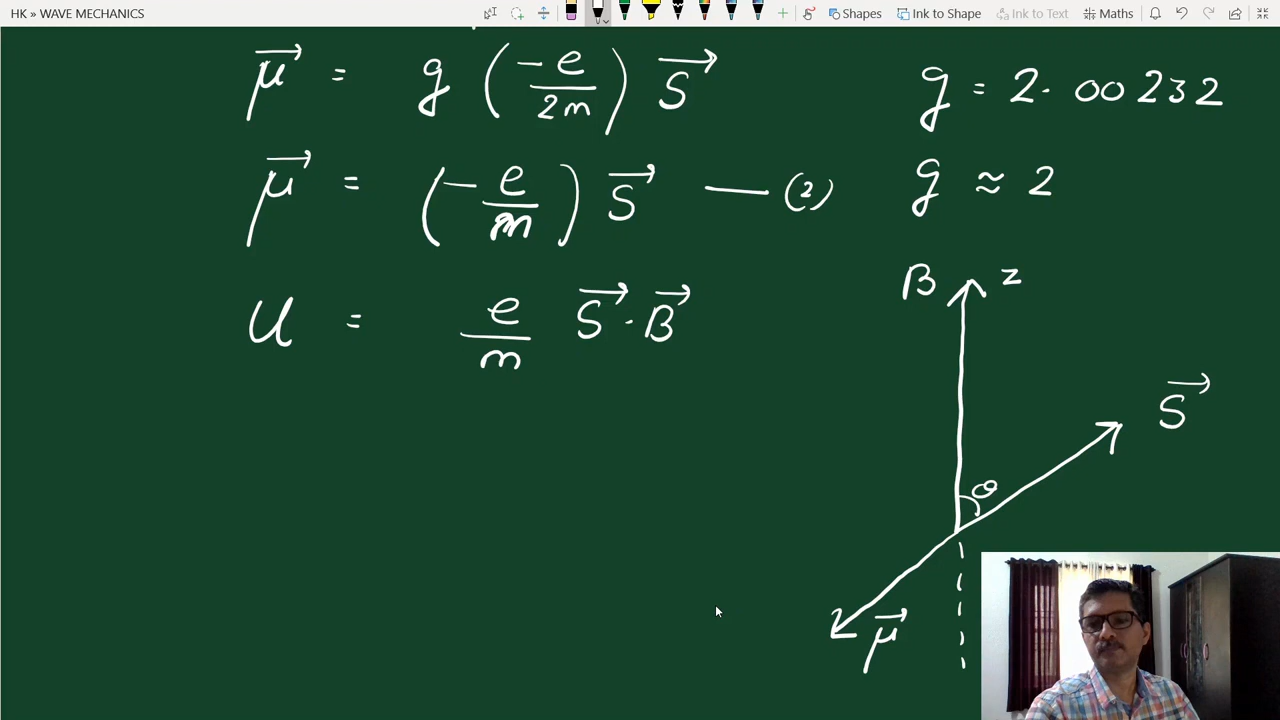 HK » WAVE MECHANICS
Shapes Ink to Shape Ink to Text Maths
μ⃗ = g (-e/2m) S⃗
g = 2.00232
μ⃗ = (-e/m) S⃗ — (2)
g ≈ 2
U = e/m S⃗·B⃗
B z
S⃗
θ
μ⃗